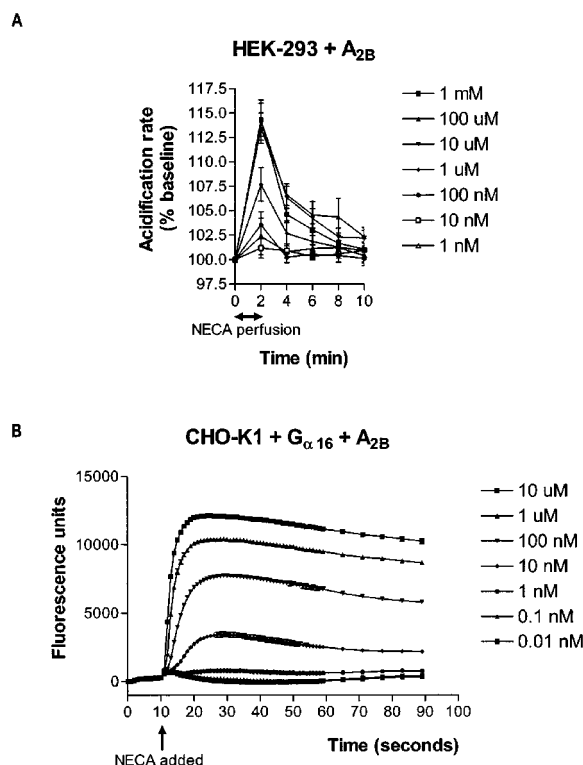 A
HEK-293 + A2B
Acidification rate
(% baseline)
117.5
115.0
112.5
110.0
107.5
105.0
102.5
100.0
97.5
0 2 4 6 8 10
NECA perfusion
Time (min)
1 mM
100 uM
10 uM
1 uM
100 nM
10 nM
1 nM
B
CHO-K1 + Gα 16 + A2B
Fluorescence units
15000
10000
5000
0
0 10 20 30 40 50 60 70 80 90 100
NECA added
Time (seconds)
10 uM
1 uM
100 nM
10 nM
1 nM
0.1 nM
0.01 nM